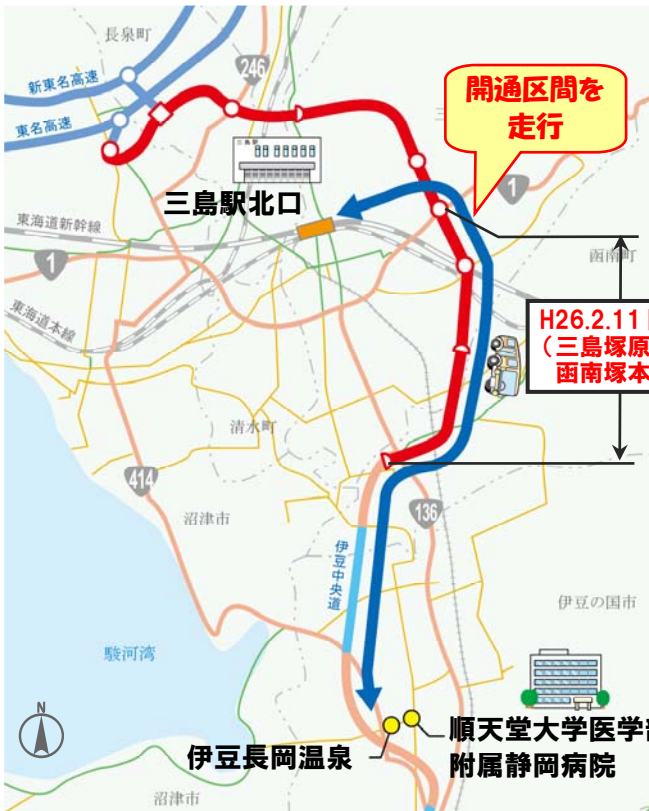 長泉町
新東名高速
246
東名高速
開通区間を
走行
三島駅
三島駅北口
1
東海道新幹線
函南町
1
東海道本線
H26.2.11
（三島塚原
函南塚本
清水町
414
136
沼津市
伊豆中央道
伊豆の国市
駿河湾
N
順天堂大学医学部
附属静岡病院
伊豆長岡温泉
沼津市